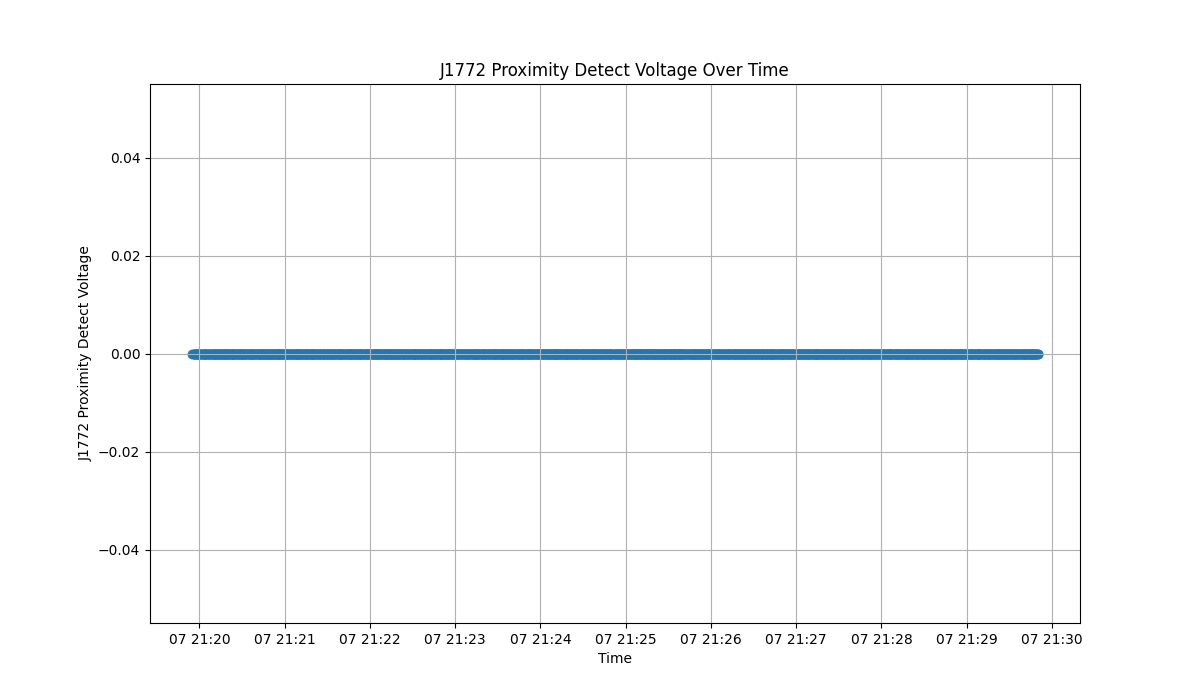 J1772 Proximity Detect Voltage Over Time
J1772 Proximity Detect Voltage
0.04
0.02
0.00
−0.02
−0.04
07 21:20 07 21:21 07 21:22 07 21:23 07 21:24 07 21:25 07 21:26 07 21:27 07 21:28 07 21:29 07 21:30
Time